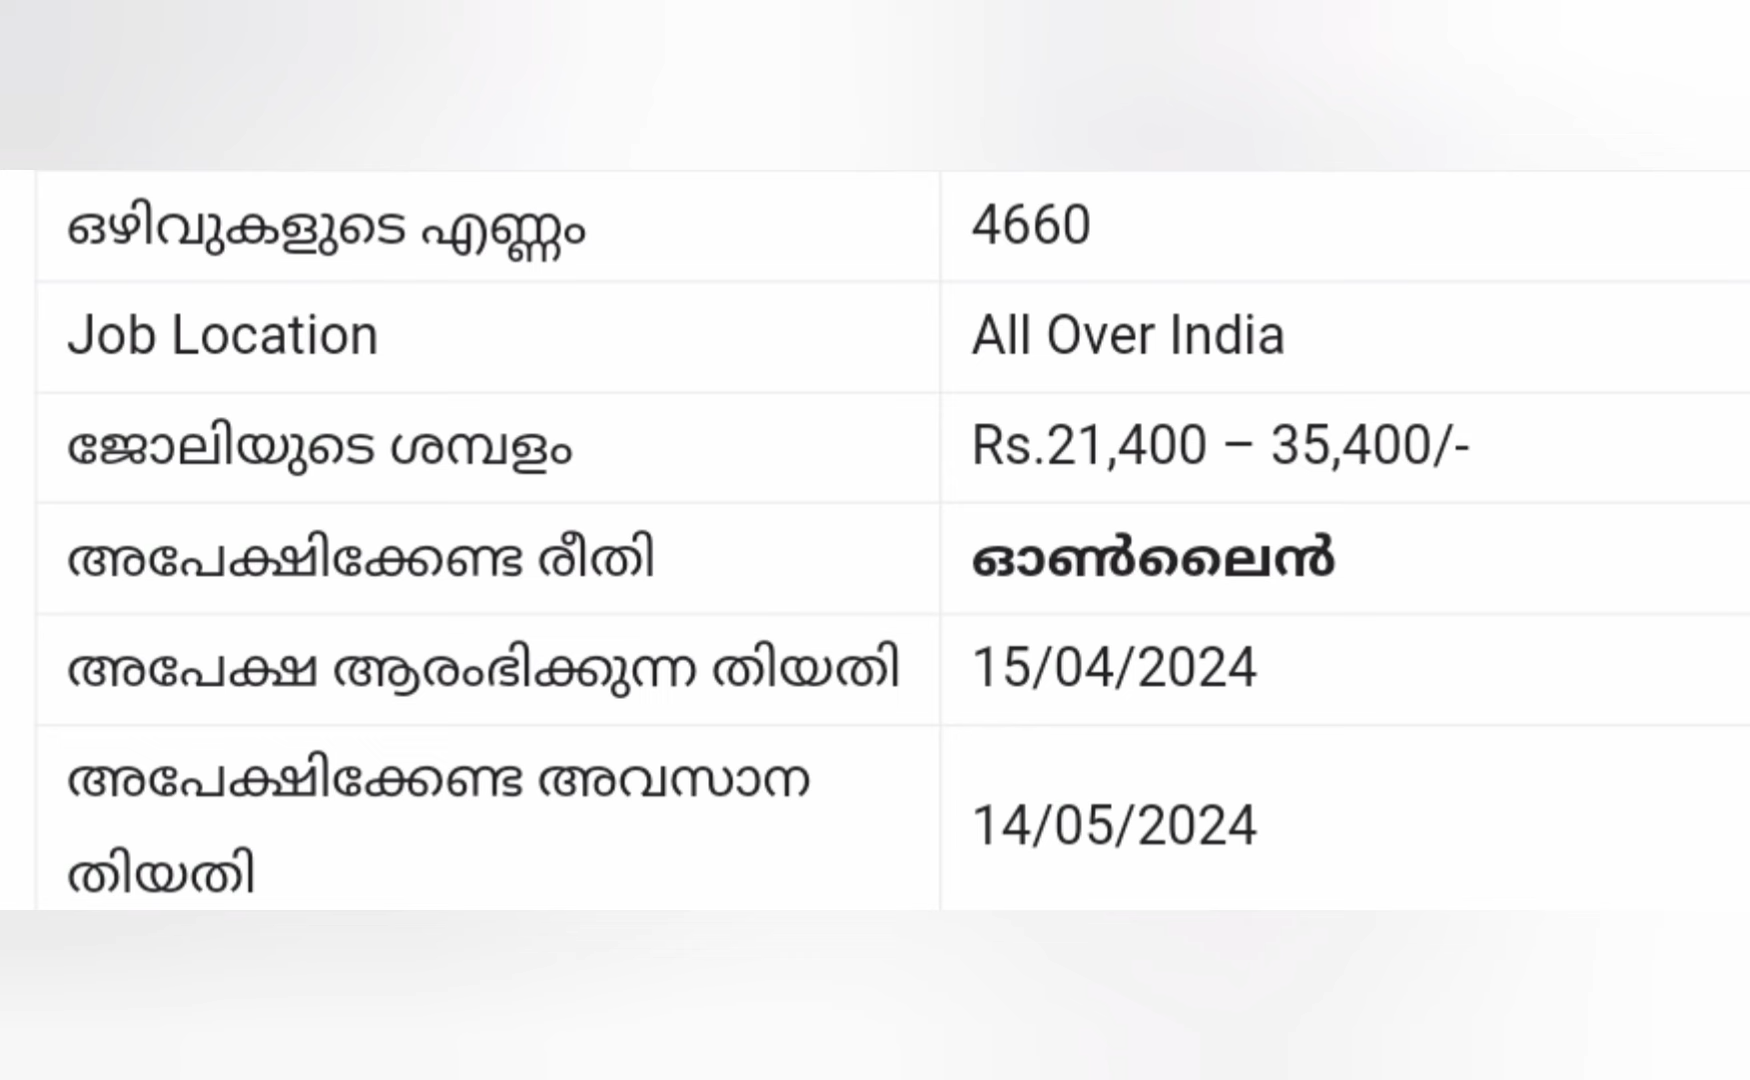 ഒഴിവുകളുടെ എണ്ണം 4660
Job Location All Over India
ജോലിയുടെ ശമ്പളം Rs.21,400 – 35,400/-
അപേക്ഷിക്കേണ്ട രീതി ഓൺലൈൻ
അപേക്ഷ ആരംഭിക്കുന്ന തിയതി 15/04/2024
അപേക്ഷിക്കേണ്ട അവസാന
തിയതി
14/05/2024